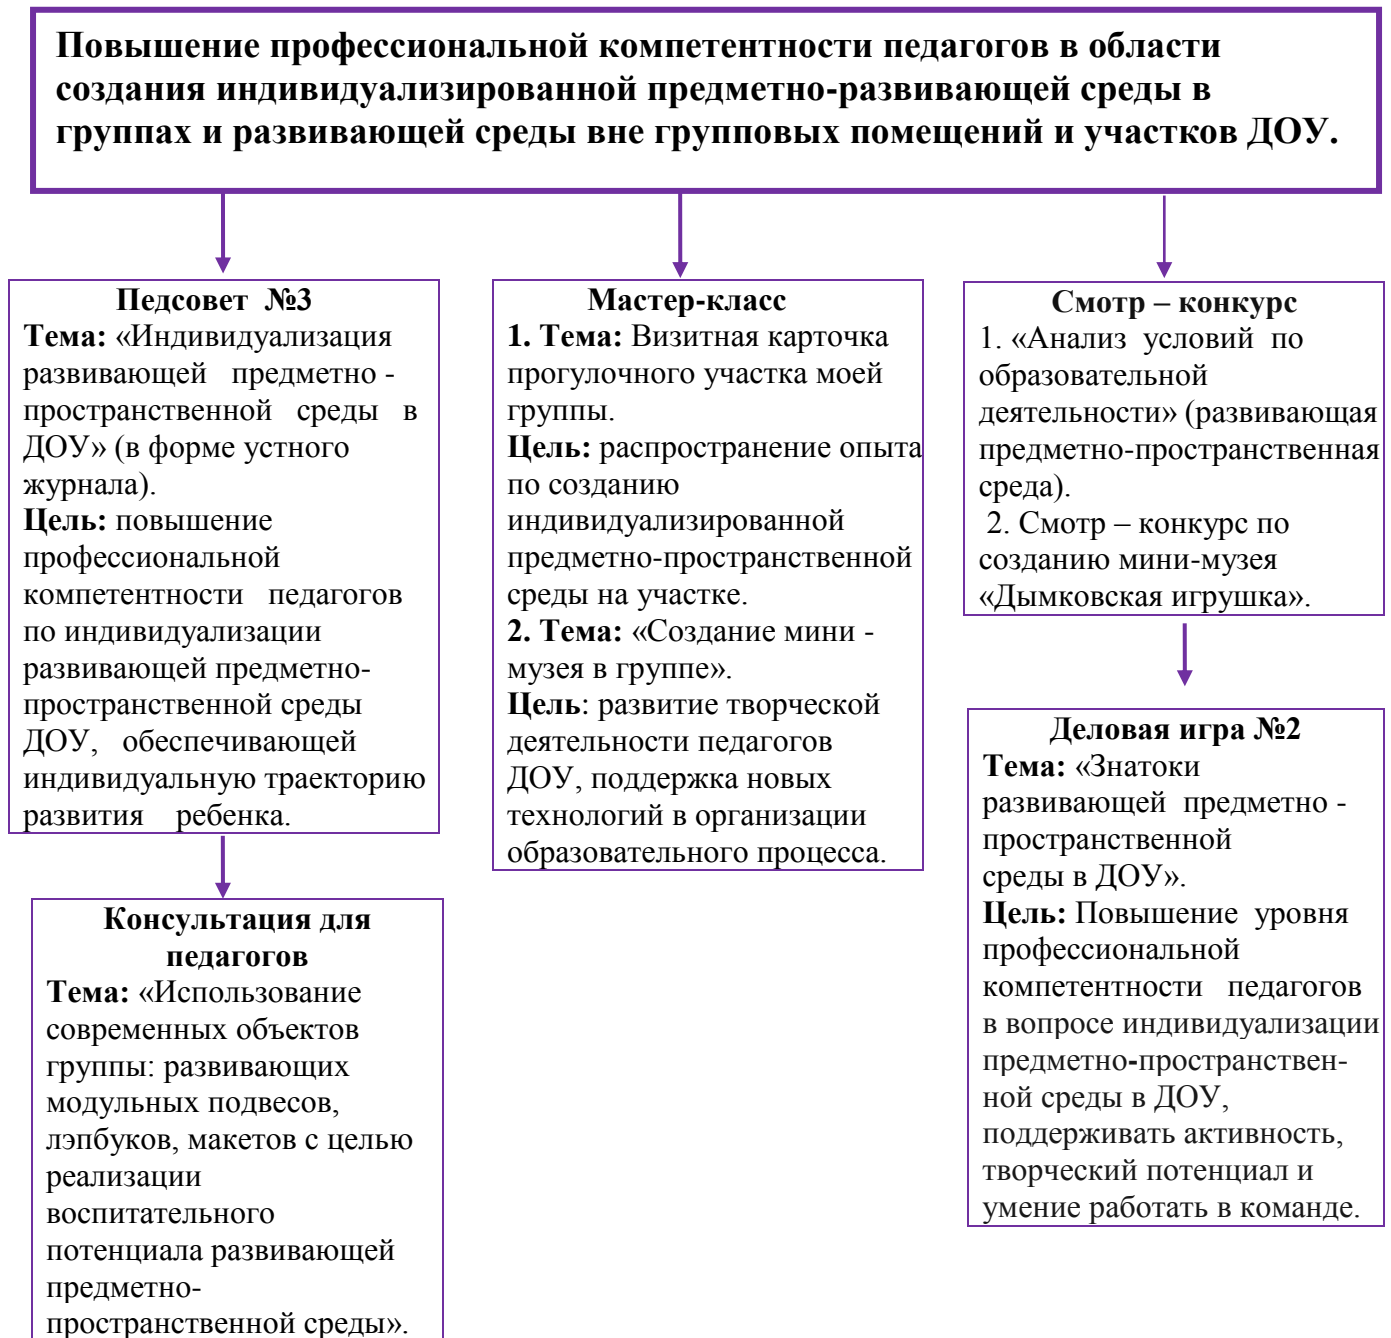 Повышение профессиональной компетентности педагогов в области
создания индивидуализированной предметно-развивающей среды в
группах и развивающей среды вне групповых помещений и участков ДОУ.
Педсовет №3
Тема: «Индивидуализация
развивающей предметно -
пространственной среды в
ДОУ» (в форме устного
журнала).
Цель: повышение
профессиональной
компетентности педагогов
по индивидуализации
развивающей предметно-
пространственной среды
ДОУ, обеспечивающей
индивидуальную траекторию
развития ребенка.
Консультация для
педагогов
Тема: «Использование
современных объектов
группы: развивающих
модульных подвесов,
лэпбуков, макетов с целью
реализации
воспитательного
потенциала развивающей
предметно-
пространственной среды».
Мастер-класс
1. Тема: Визитная карточка
прогулочного участка моей
группы.
Цель: распространение опыта
по созданию
индивидуализированной
предметно-пространственной
среды на участке.
2. Тема: «Создание мини -
музея в группе».
Цель: развитие творческой
деятельности педагогов
ДОУ, поддержка новых
технологий в организации
образовательного процесса.
Смотр – конкурс
1. «Анализ условий по
образовательной
деятельности» (развивающая
предметно-пространственная
среда).
2. Смотр – конкурс по
созданию мини-музея
«Дымковская игрушка».
Деловая игра №2
Тема: «Знатоки
развивающей предметно -
пространственной
среды в ДОУ».
Цель: Повышение уровня
профессиональной
компетентности педагогов
в вопросе индивидуализации
предметно-пространствен-
ной среды в ДОУ,
поддерживать активность,
творческий потенциал и
умение работать в команде.